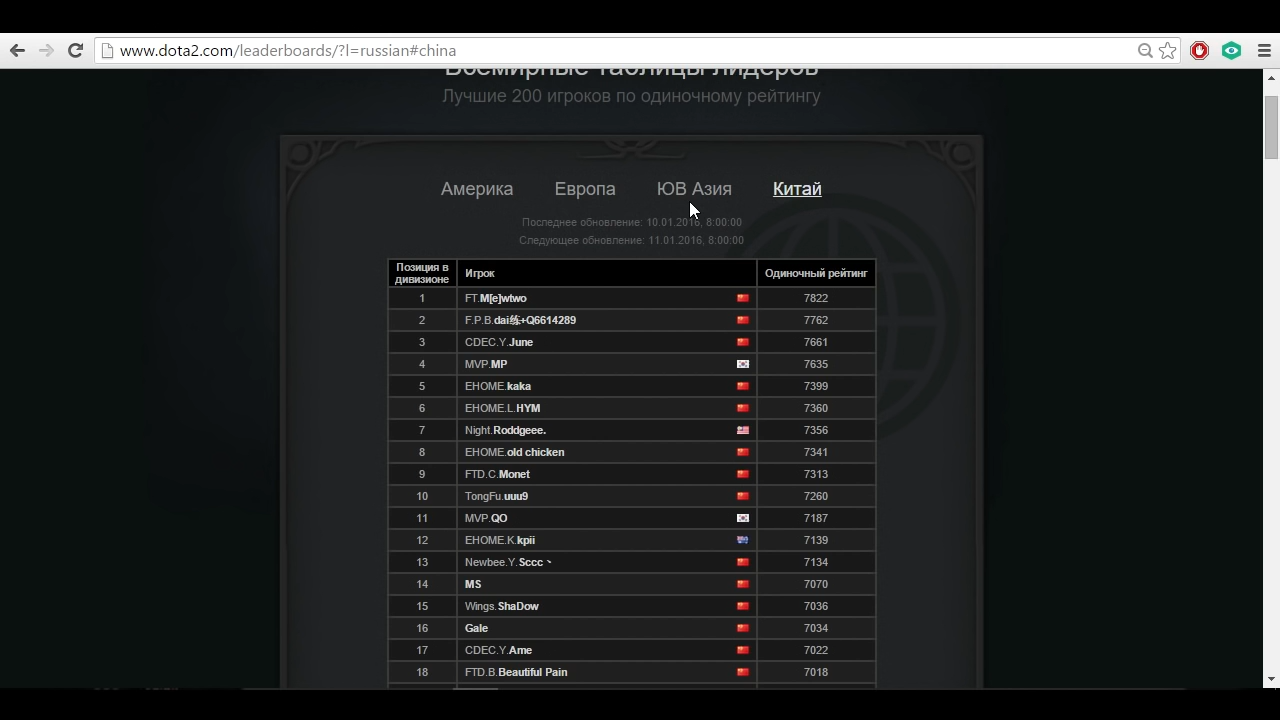 www.dota2.com/leaderboards/?l=russian#china
Всемирные таблицы лидеров
Лучшие 200 игроков по одиночному рейтингу
Америка Европа ЮВ Азия Китай
Последнее обновление: 10.01.2016, 8:00:00
Следующее обновление: 11.01.2016, 8:00:00
Позиция в дивизионе Игрок Одиночный рейтинг
1 FT.M[e]wtwo 7822
2 F.P.B.dai练+Q6614289 7762
3 CDEC.Y.June 7661
4 MVP.MP 7635
5 EHOME.kaka 7399
6 EHOME.L.HYM 7360
7 Night.Roddgeee. 7356
8 EHOME.old chicken 7341
9 FTD.C.Monet 7313
10 TongFu.uuu9 7260
11 MVP.QO 7187
12 EHOME.K.kpii 7139
13 Newbee.Y.Sccc丶 7134
14 MS 7070
15 Wings.ShaDow 7036
16 Gale 7034
17 CDEC.Y.Ame 7022
18 FTD.B.Beautiful Pain 7018